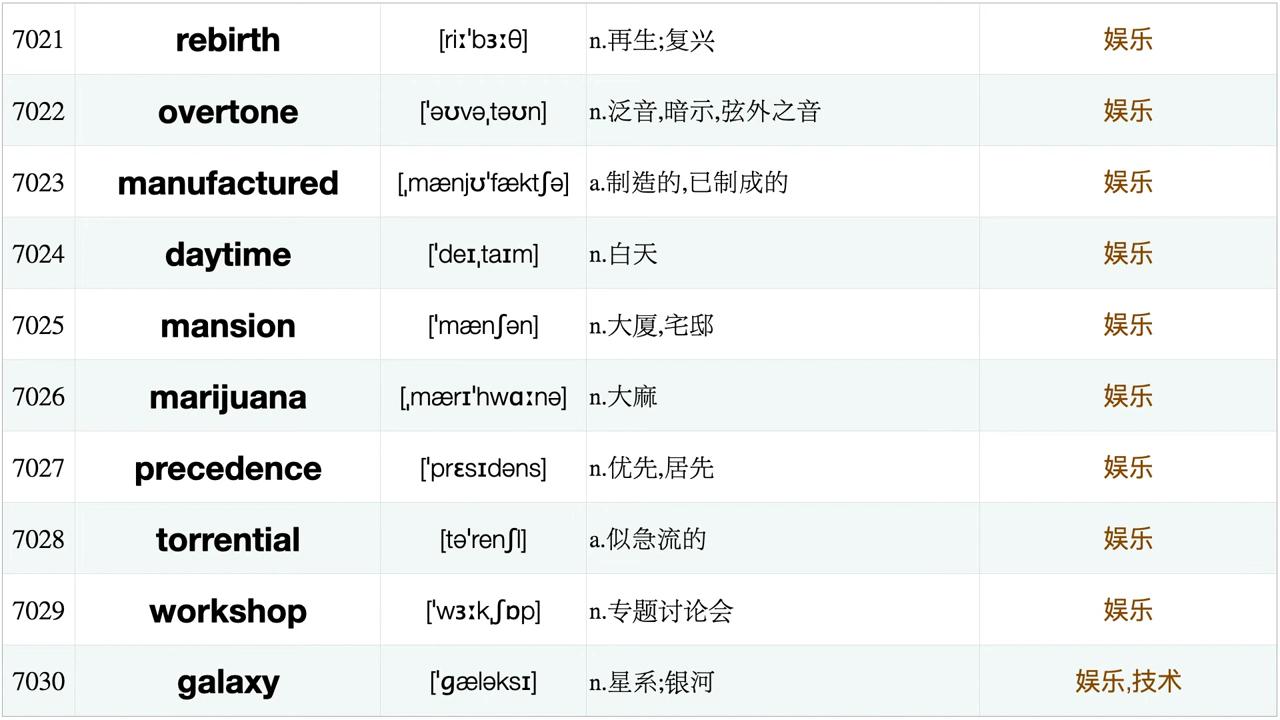 7021 rebirth [riːˈbɜːθ] n.再生;复兴 娱乐
7022 overtone [ˈəʊvəˌtəʊn] n.泛音,暗示,弦外之音 娱乐
7023 manufactured [ˌmænjʊˈfæktʃə] a.制造的,已制成的 娱乐
7024 daytime [ˈdeɪˌtaɪm] n.白天 娱乐
7025 mansion [ˈmænʃən] n.大厦,宅邸 娱乐
7026 marijuana [ˌmærɪˈhwɑːnə] n.大麻 娱乐
7027 precedence [ˈprɛsɪdəns] n.优先,居先 娱乐
7028 torrential [təˈrenʃl] a.似急流的 娱乐
7029 workshop [ˈwɜːkˌʃɒp] n.专题讨论会 娱乐
7030 galaxy [ˈɡæləksɪ] n.星系;银河 娱乐,技术